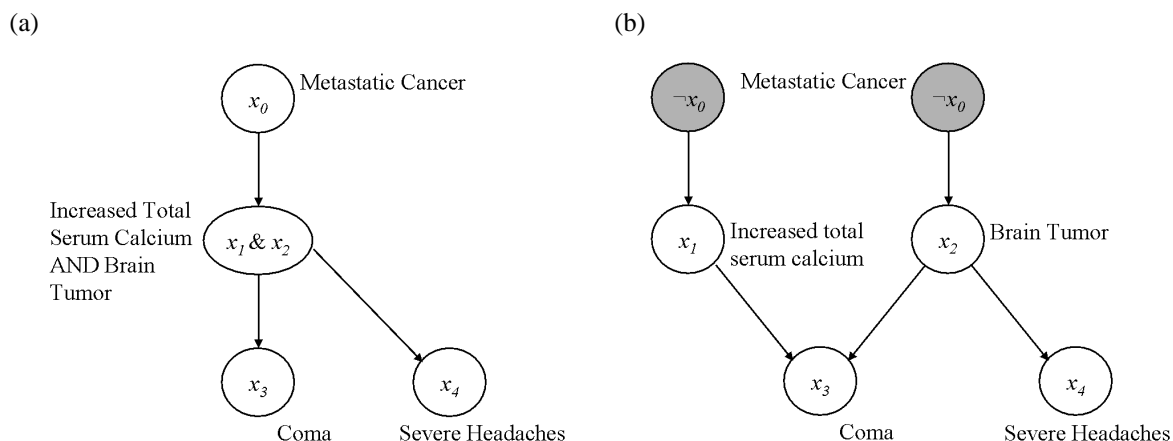 (a)
Metastatic Cancer
x0
Increased Total
Serum Calcium
AND Brain
Tumor
x1 & x2
x3
x4
Coma
Severe Headaches
(b)
Metastatic Cancer
¬x0
¬x0
x1
Increased total
serum calcium
x2
Brain Tumor
x3
x4
Coma
Severe Headaches